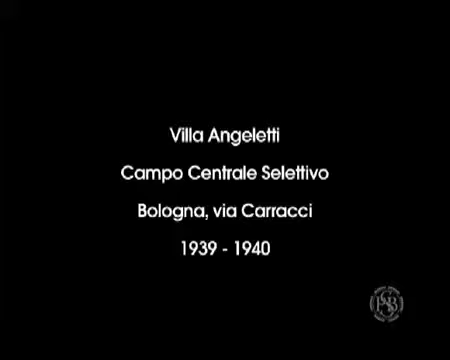 Villa Angeletti
Campo Centrale Selettivo
Bologna, via Carracci
1939 - 1940